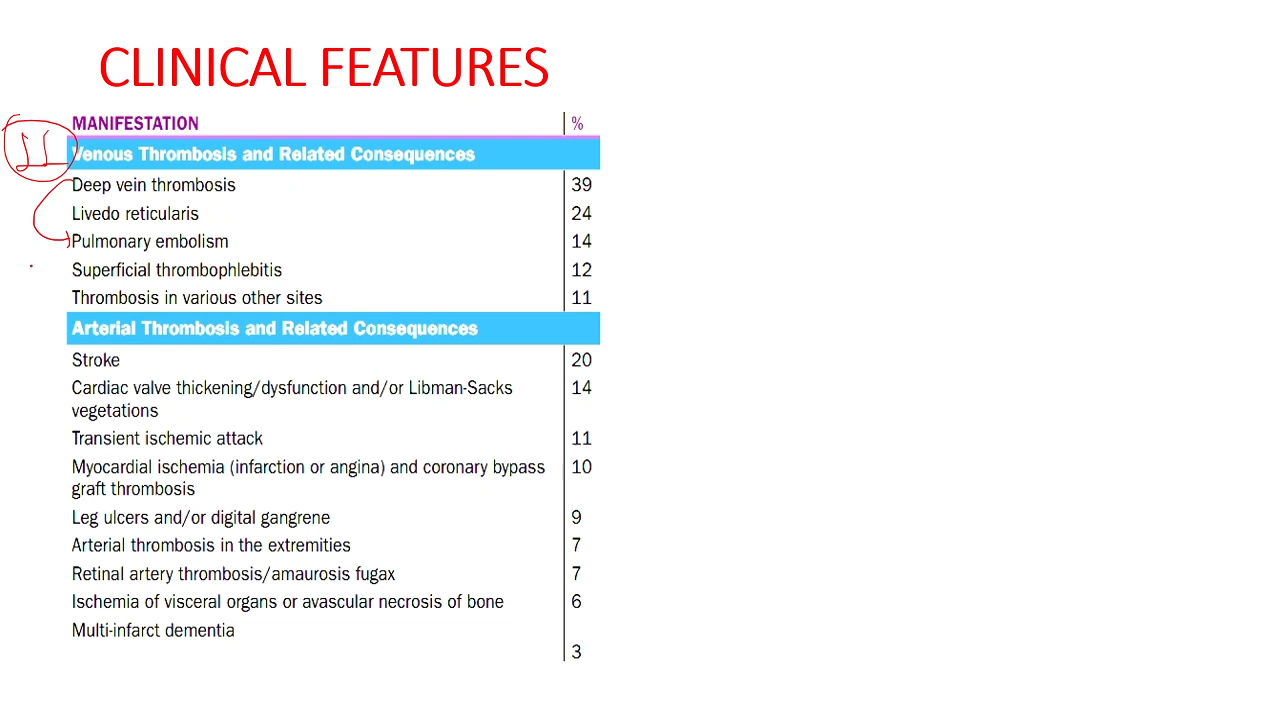 CLINICAL FEATURES
MANIFESTATION %
Venous Thrombosis and Related Consequences
Deep vein thrombosis 39
Livedo reticularis 24
Pulmonary embolism 14
Superficial thrombophlebitis 12
Thrombosis in various other sites 11
Arterial Thrombosis and Related Consequences
Stroke 20
Cardiac valve thickening/dysfunction and/or Libman-Sacks 14
vegetations
Transient ischemic attack 11
Myocardial ischemia (infarction or angina) and coronary bypass 10
graft thrombosis
Leg ulcers and/or digital gangrene 9
Arterial thrombosis in the extremities 7
Retinal artery thrombosis/amaurosis fugax 7
Ischemia of visceral organs or avascular necrosis of bone 6
Multi-infarct dementia
3